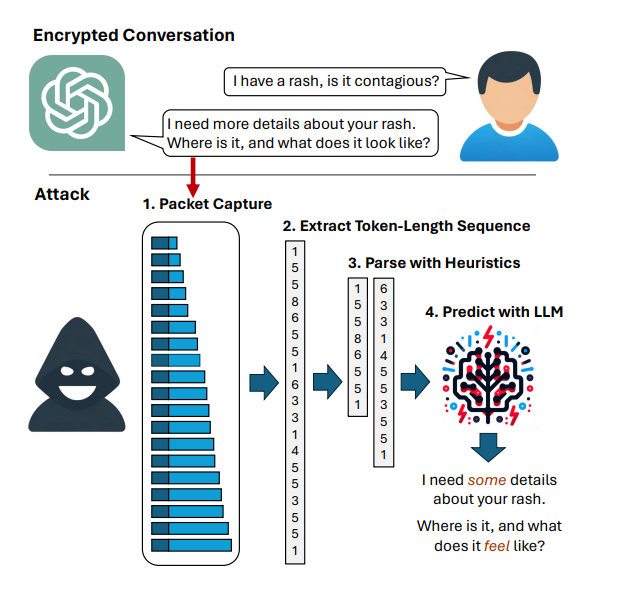 Encrypted Conversation
I have a rash, is it contagious?
I need more details about your rash.
Where is it, and what does it look like?
Attack
1. Packet Capture
2. Extract Token-Length Sequence
1
5
5
8
6
5
5
1
6
3
3
1
4
5
5
3
5
5
1
3. Parse with Heuristics
1
5
5
8
6
5
5
1
6
3
3
1
4
5
5
3
5
5
1
4. Predict with LLM
I need some details
about your rash.
Where is it, and what
does it feel like?